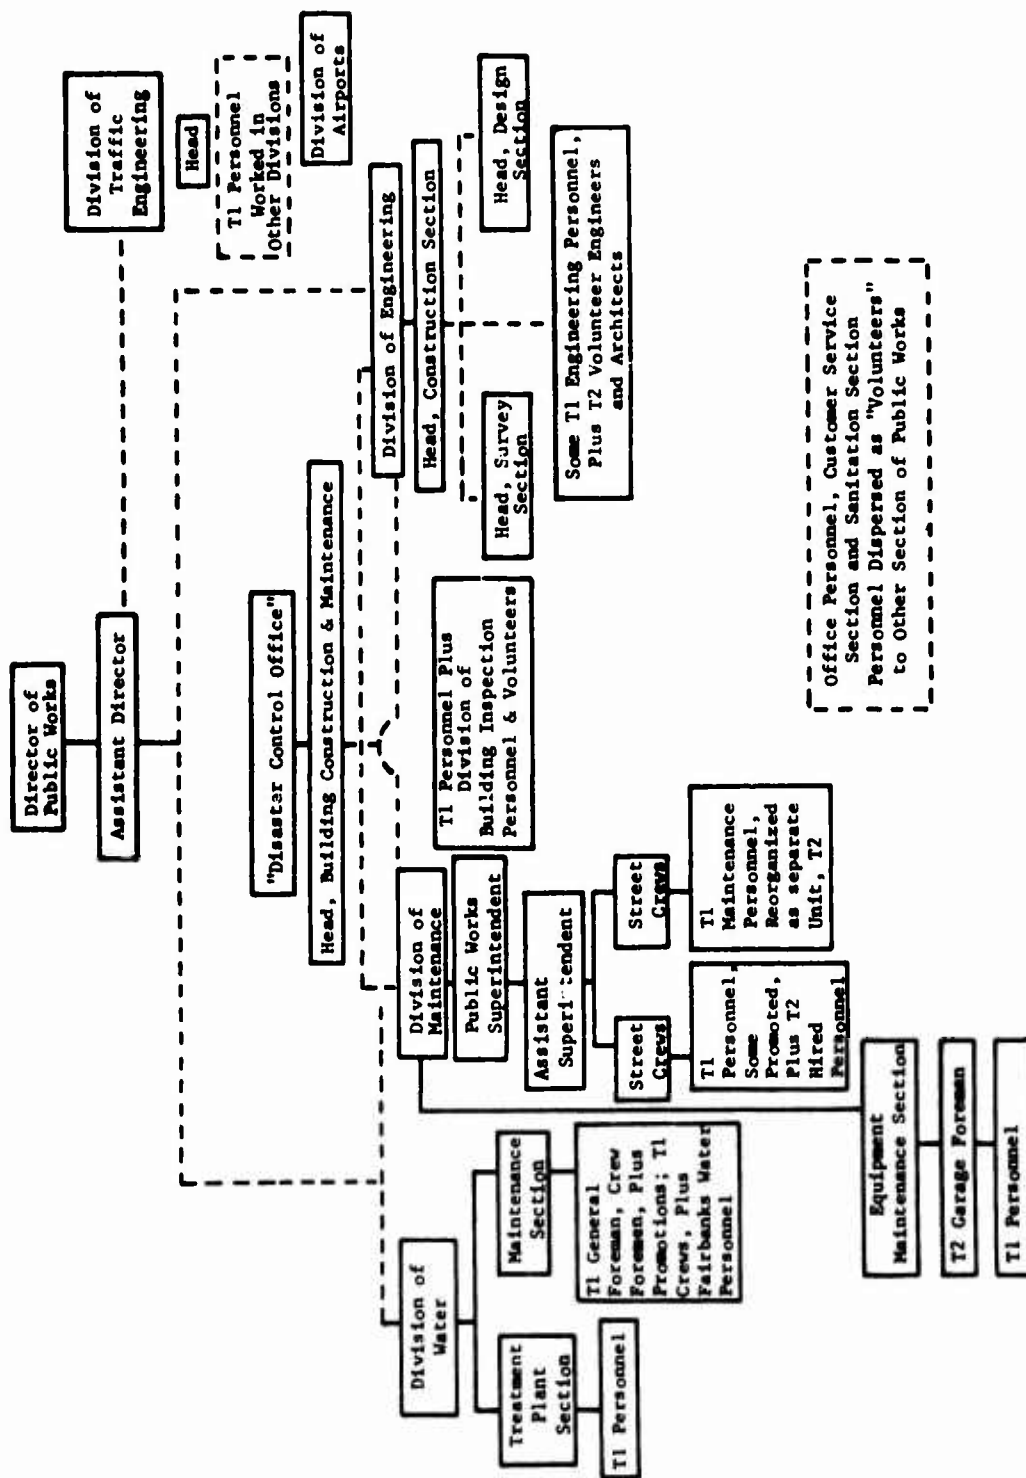 Director of
Public Works
Assistant Director
Division of
Traffic
Engineering
Head
T1 Personnel
Worked in
Other Divisions
Division of
Airports
"Disaster Control Office"
Head, Building Construction & Maintenance
Division of Engineering
Head, Construction Section
Head, Survey
Section
Head, Design
Section
Some T1 Engineering Personnel,
Plus T2 Volunteer Engineers
and Architects
T1 Personnel Plus
Division of
Building Inspection
Personnel & Volunteers
Division of
Maintenance
Public Works
Superintendent
Assistant
Superintendent
Street
Crews
T1
Personnel,
Some
Promoted,
Plus T2
Hired
Personnel
Street
Crews
T1
Maintenance
Personnel,
Reorganized
as separate
Unit, T2
Equipment
Maintenance Section
T2 Garage Foreman
T1 Personnel
Division of
Water
Treatment
Plant
Section
T1 Personnel
Maintenance
Section
T1 General
Foreman, Crew
Foremen, Plus
Promotions; T1
Crews, Plus
Fairbanks Water
Personnel
Office Personnel, Customer Service
Section and Sanitation Section
Personnel Dispersed as "Volunteers"
to Other Section of Public Works